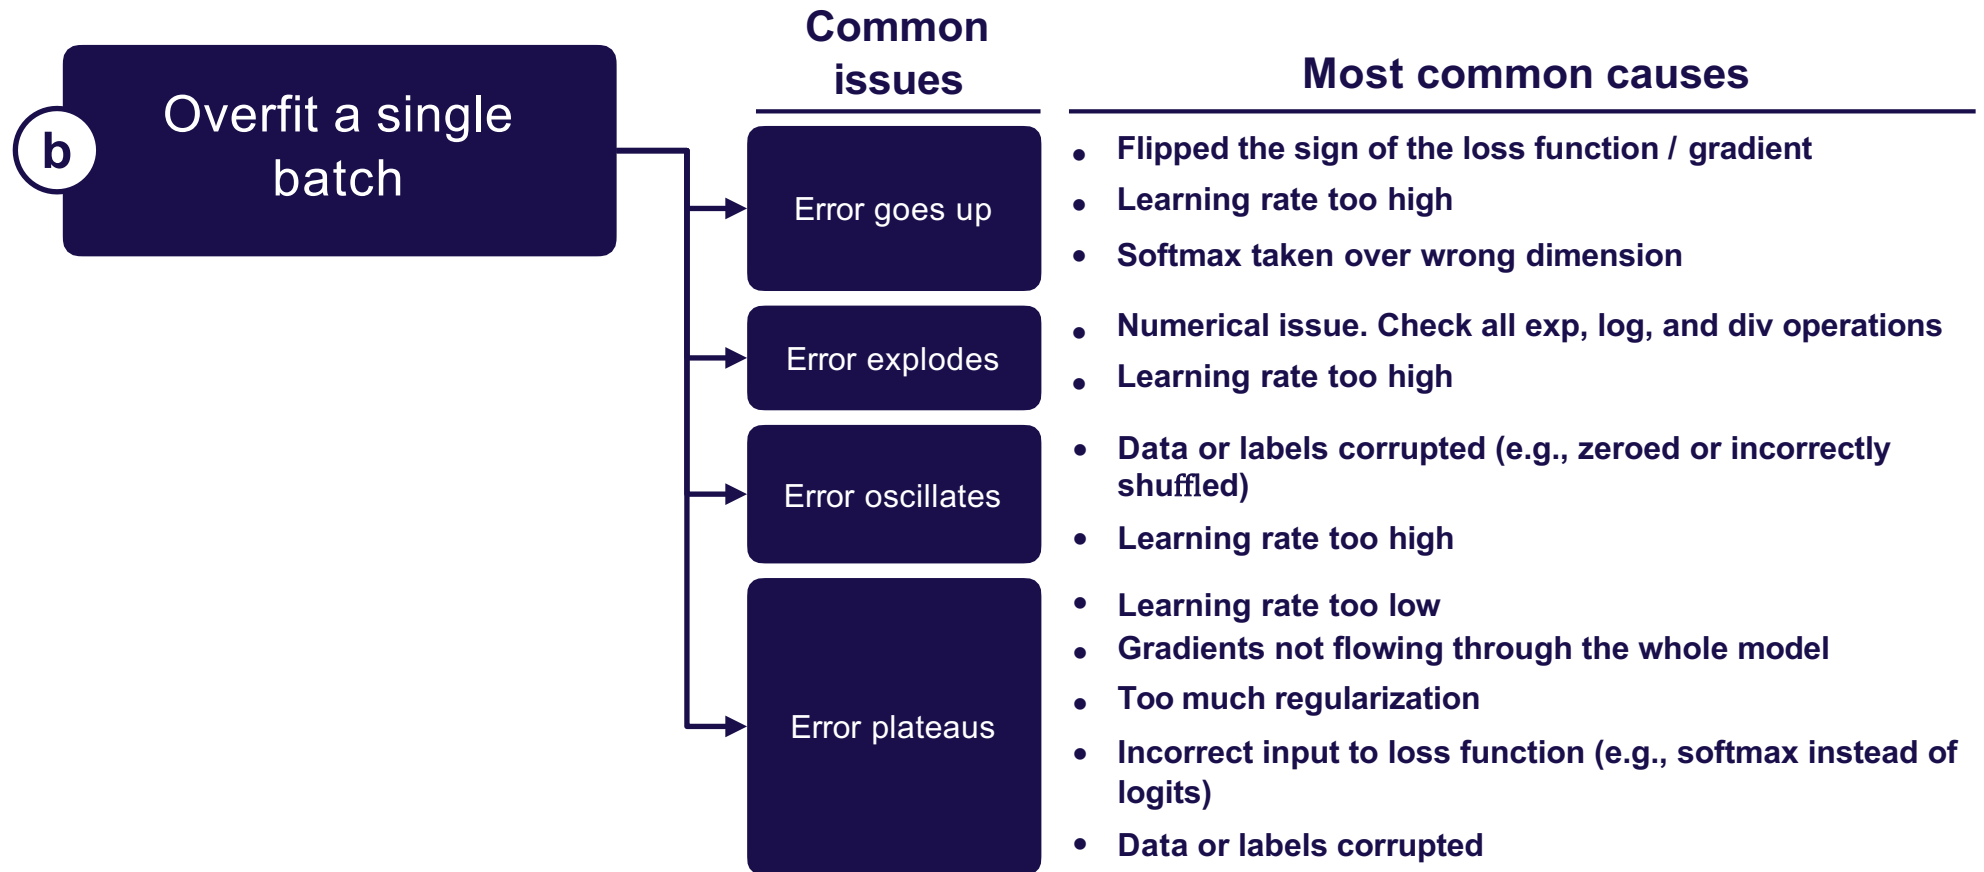 b
Overfit a single
batch
Common
issues
Most common causes
Error goes up
• Flipped the sign of the loss function / gradient
• Learning rate too high
• Softmax taken over wrong dimension
Error explodes
• Numerical issue. Check all exp, log, and div operations
• Learning rate too high
Error oscillates
• Data or labels corrupted (e.g., zeroed or incorrectly
shuffled)
• Learning rate too high
Error plateaus
• Learning rate too low
• Gradients not flowing through the whole model
• Too much regularization
• Incorrect input to loss function (e.g., softmax instead of
logits)
• Data or labels corrupted